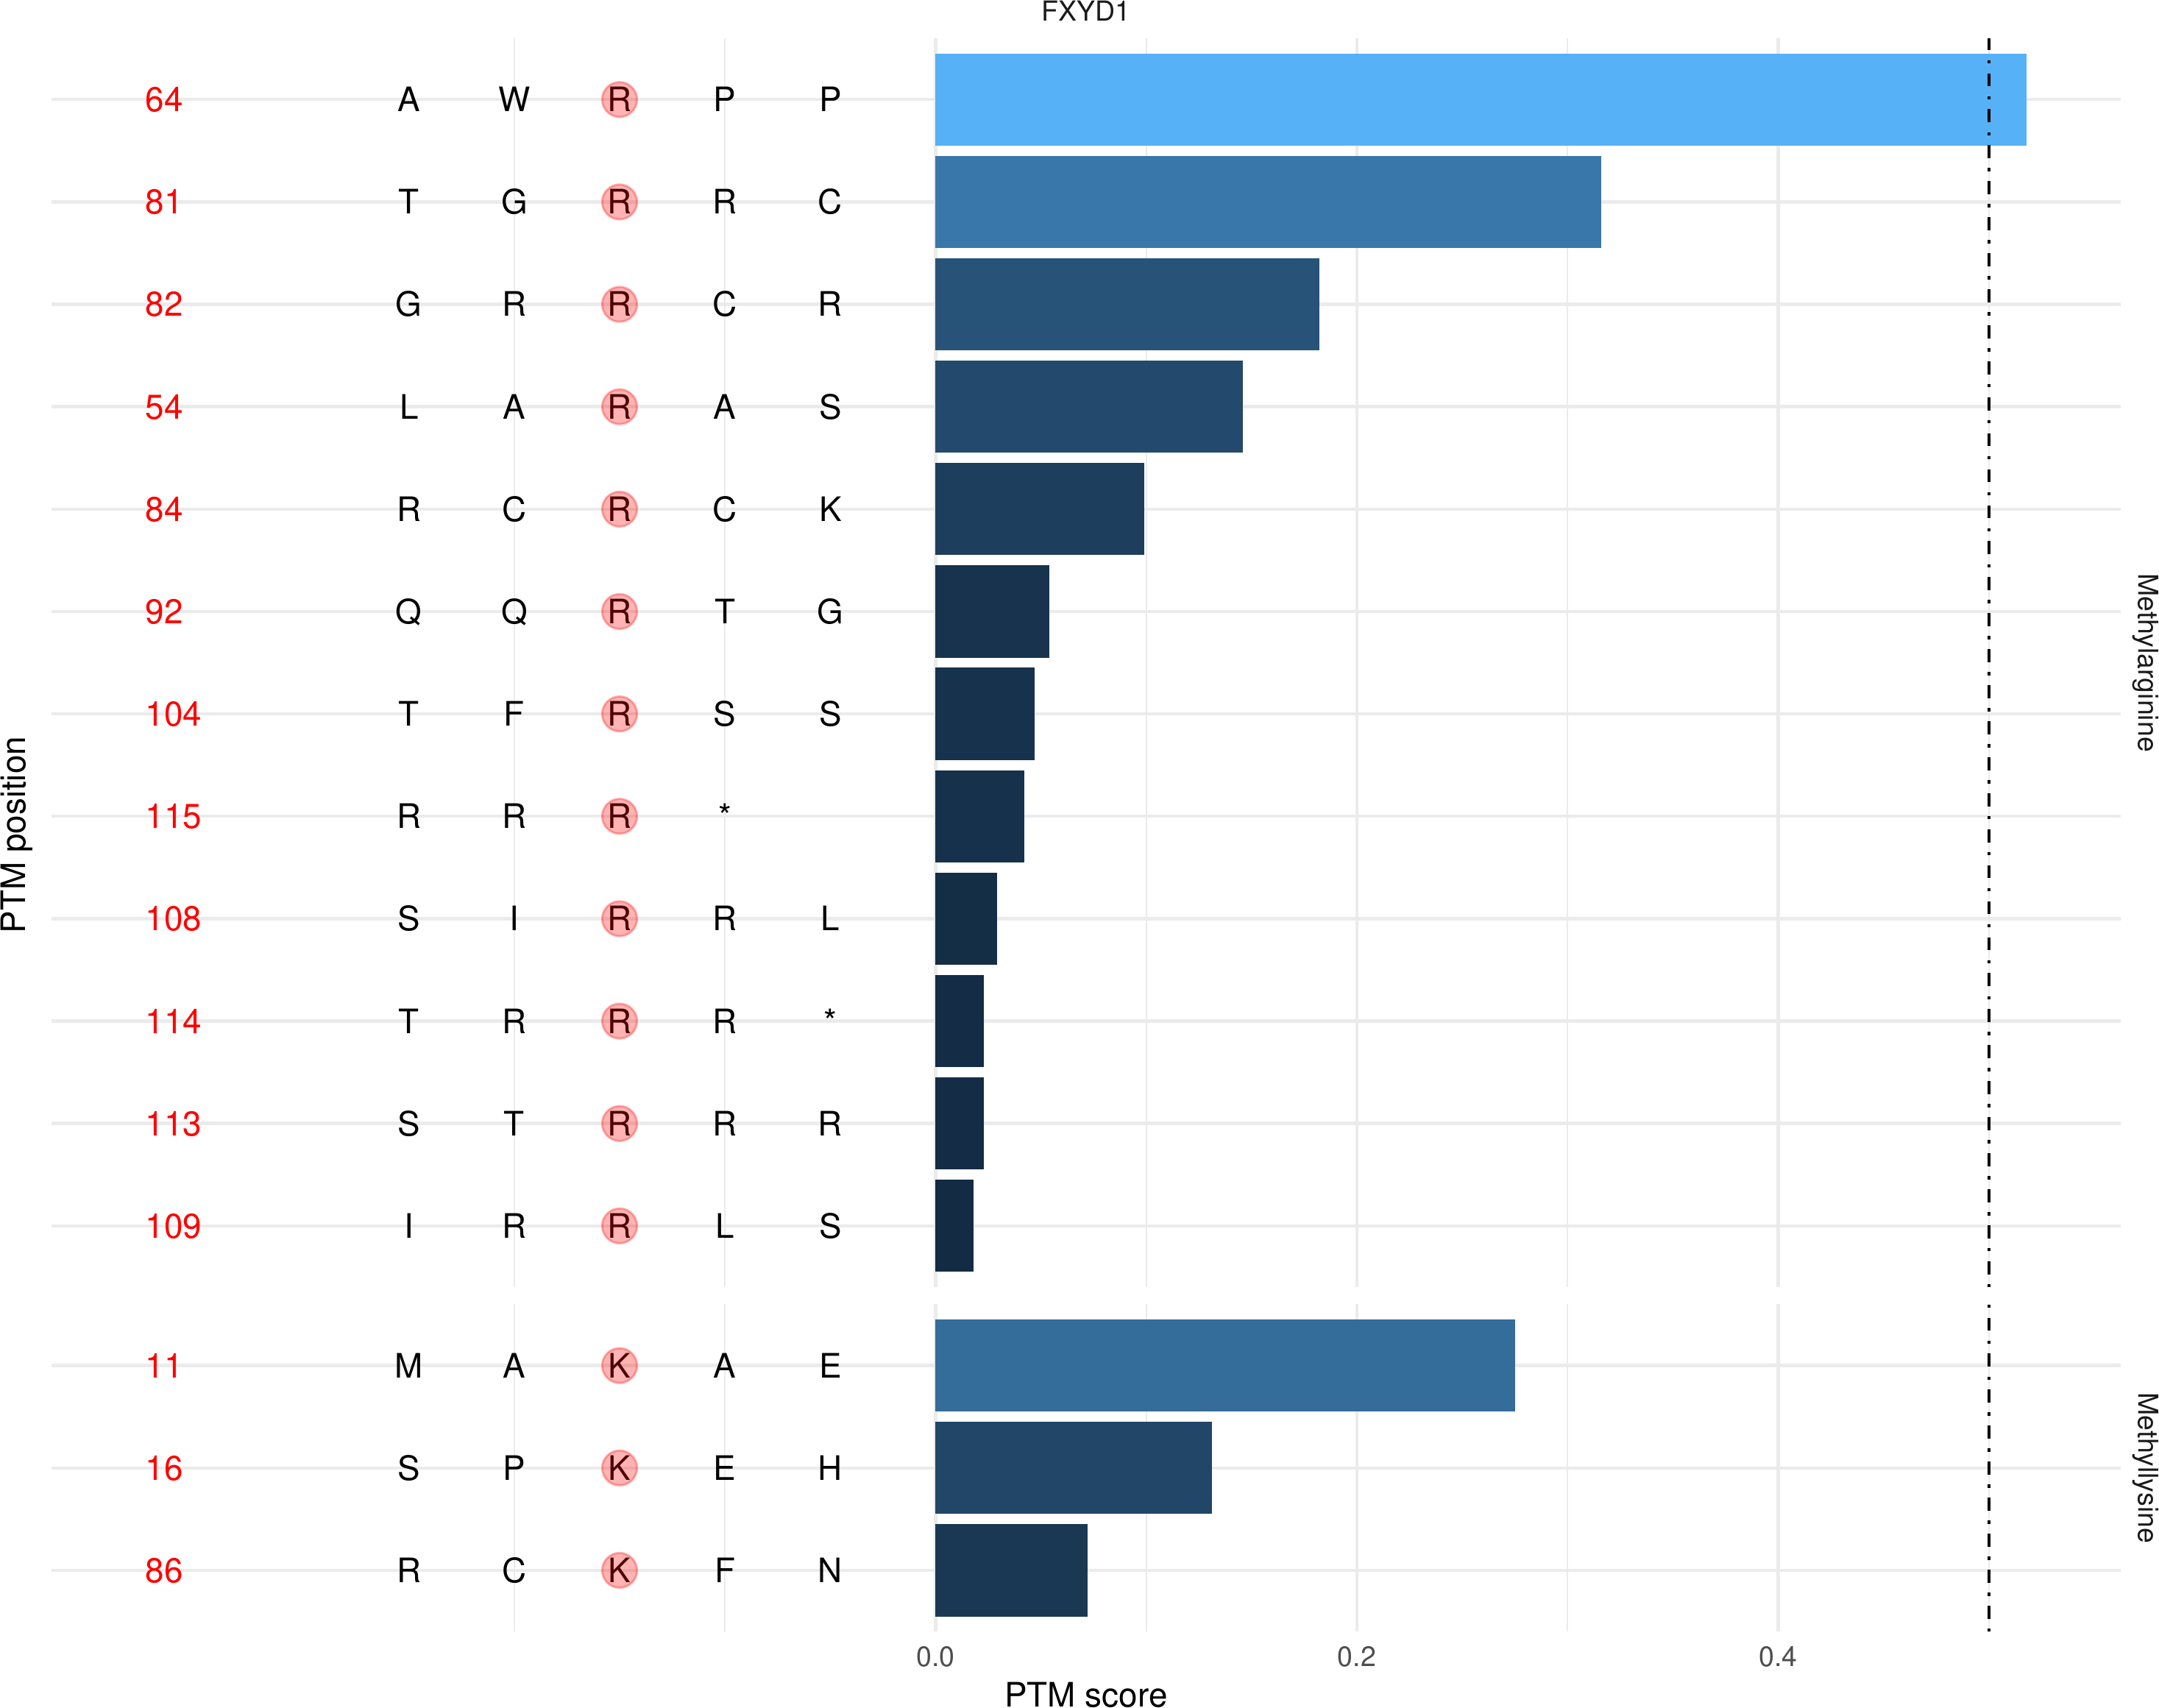 FXYD1
64 A W R P P
81 T G R R C
82 G R R C R
54 L A R A S
84 R C R C K
92 Q Q R T G
104 T F R S S
115 R R R *
108 S I R R L
114 T R R R *
113 S T R R R
109 I R R L S
Methylarginine
11 M A K A E
16 S P K E H
86 R C K F N
Methyllysine
PTM position
0.0 0.2 0.4
PTM score